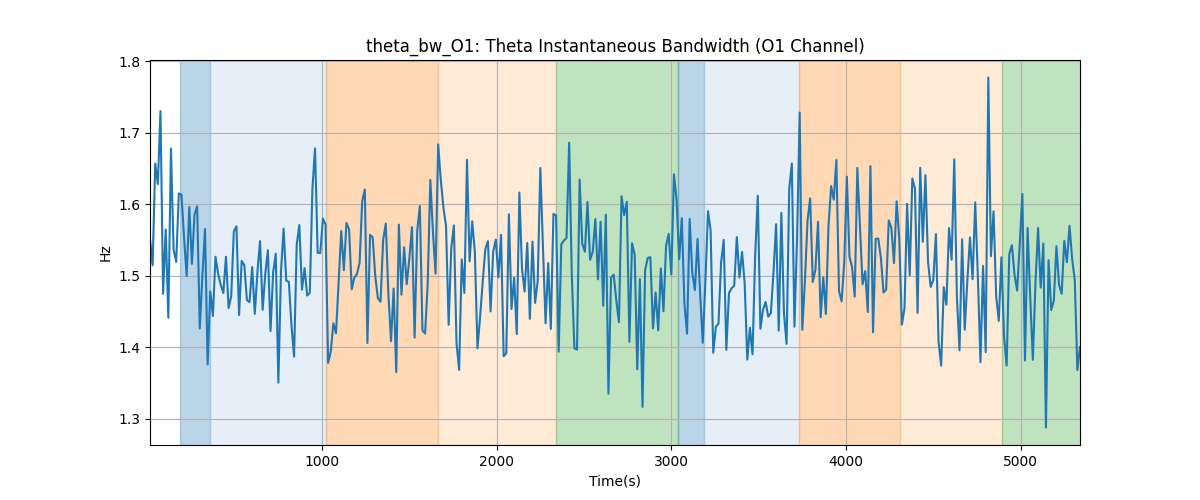 theta_bw_O1: Theta Instantaneous Bandwidth (O1 Channel)
1.8
1.7
1.6
1.5
1.4
1.3
Hz
1000 2000 3000 4000 5000
Time(s)